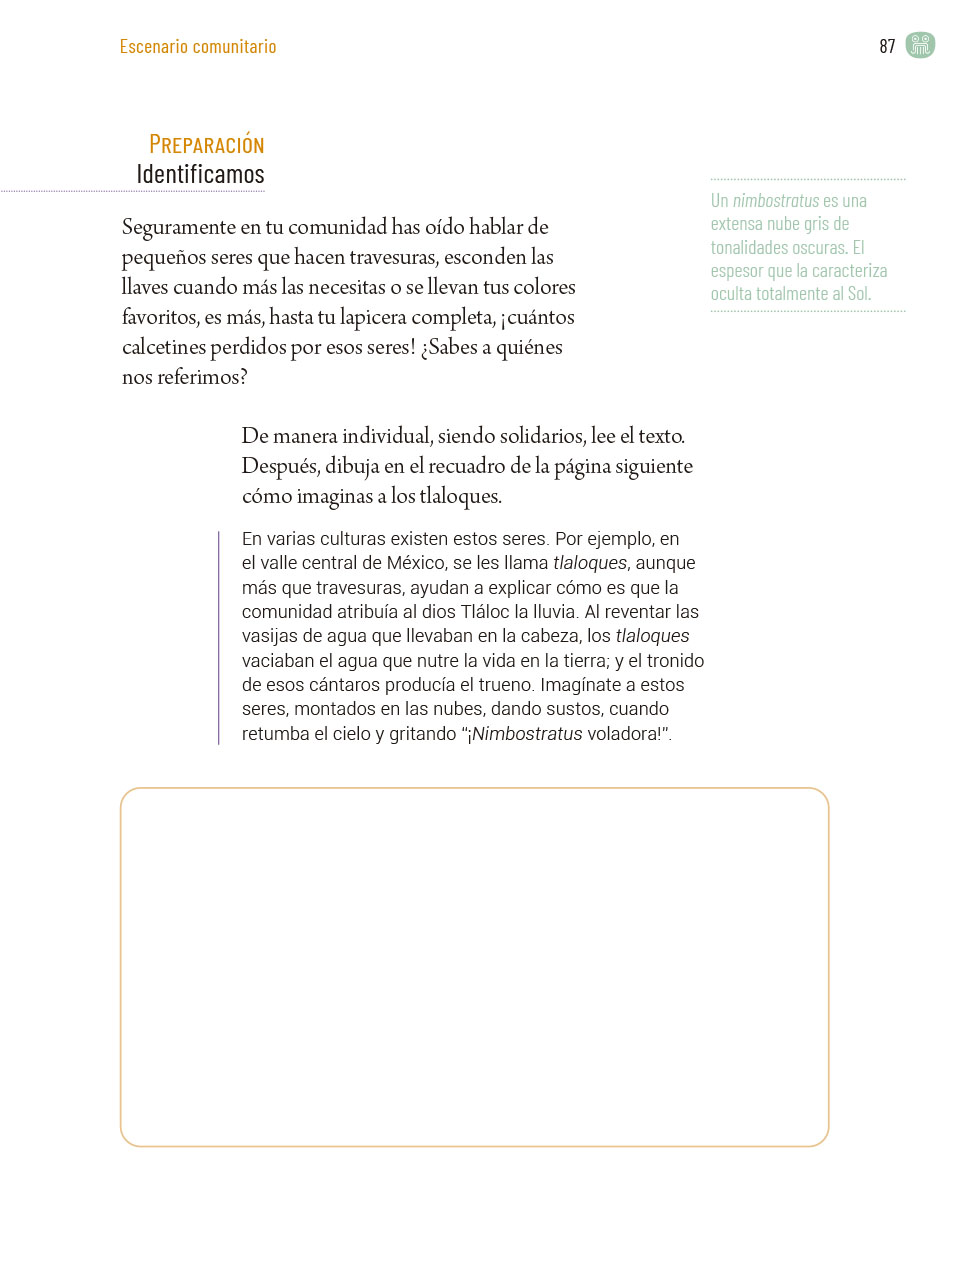 Escenario comunitario
87
PREPARACIÓN
Identificamos
Seguramente en tu comunidad has oído hablar de
pequeños seres que hacen travesuras, esconden las
llaves cuando más las necesitas o se llevan tus colores
favoritos, es más, hasta tu lapicera completa, ¡cuántos
calcetines perdidos por esos seres! ¿Sabes a quiénes
nos referimos?
Un nimbostratus es una
extensa nube gris de
tonalidades oscuras. El
espesor que la caracteriza
oculta totalmente al Sol.
De manera individual, siendo solidarios, lee el texto.
Después, dibuja en el recuadro de la página siguiente
cómo imaginas a los tlaloques.
En varias culturas existen estos seres. Por ejemplo, en
el valle central de México, se les llama tlaloques, aunque
más que travesuras, ayudan a explicar cómo es que la
comunidad atribuía al dios Tláloc la lluvia. Al reventar las
vasijas de agua que llevaban en la cabeza, los tlaloques
vaciaban el agua que nutre la vida en la tierra; y el tronido
de esos cántaros producía el trueno. Imagínate a estos
seres, montados en las nubes, dando sustos, cuando
retumba el cielo y gritando “¡Nimbostratus voladora!”.